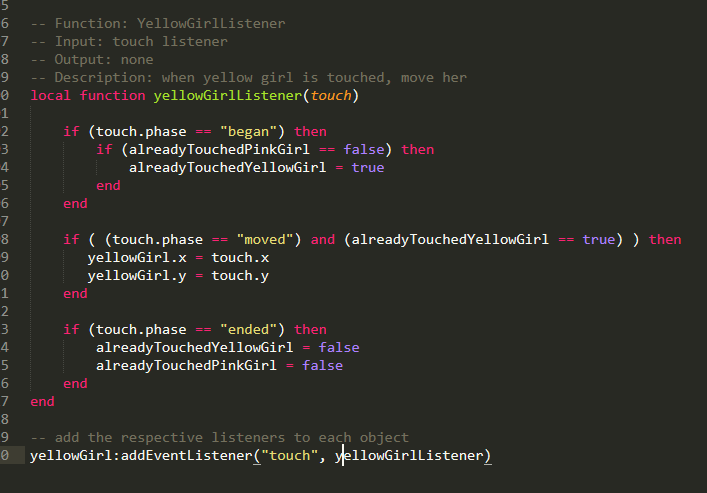 5
6 -- Function: YellowGirlListener
7 -- Input: touch listener
8 -- Output: none
9 -- Description: when yellow girl is touched, move her
0 local function yellowGirlListener(touch)
1
2 if (touch.phase == "began") then
3 if (alreadyTouchedPinkGirl == false) then
4 alreadyTouchedYellowGirl = true
5 end
6 end
7
8 if ( (touch.phase == "moved") and (alreadyTouchedYellowGirl == true) ) then
9 yellowGirl.x = touch.x
0 yellowGirl.y = touch.y
1 end
2
3 if (touch.phase == "ended") then
4 alreadyTouchedYellowGirl = false
5 alreadyTouchedPinkGirl = false
6 end
7 end
8
9 -- add the respective listeners to each object
0 yellowGirl:addEventListener("touch", yellowGirlListener)